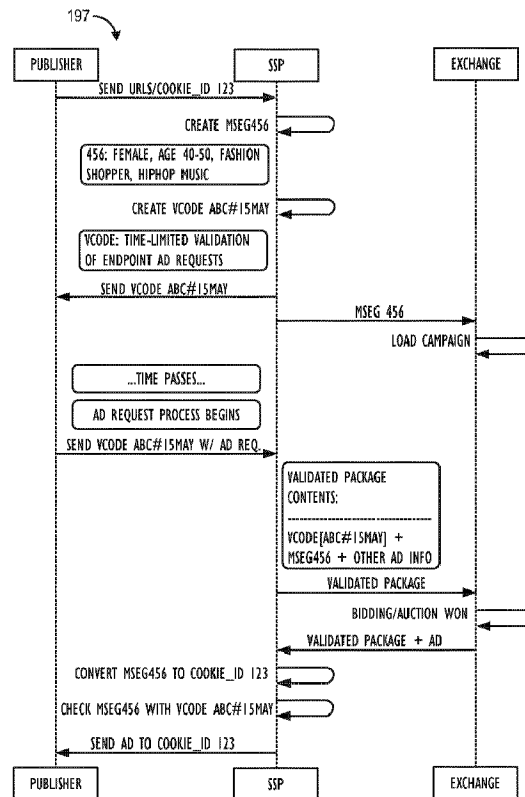 197
PUBLISHER SSP EXCHANGE
SEND URLS/COOKIE_ID 123
CREATE MSEG456
456: FEMALE, AGE 40-50, FASHION
SHOPPER, HIPHOP MUSIC
CREATE VCODE ABC#15MAY
VCODE: TIME-LIMITED VALIDATION
OF ENDPOINT AD REQUESTS
SEND VCODE ABC#15MAY
MSEG 456
LOAD CAMPAIGN
...TIME PASSES...
AD REQUEST PROCESS BEGINS
SEND VCODE ABC#15MAY W/ AD REQ.
VALIDATED PACKAGE
CONTENTS:
--------------------
VCODE[ABC#15MAY] +
MSEG456 + OTHER AD INFO
VALIDATED PACKAGE
BIDDING/AUCTION WON
VALIDATED PACKAGE + AD
CONVERT MSEG456 TO COOKIE_ID 123
CHECK MSEG456 WITH VCODE ABC#15MAY
SEND AD TO COOKIE_ID 123
PUBLISHER SSP EXCHANGE